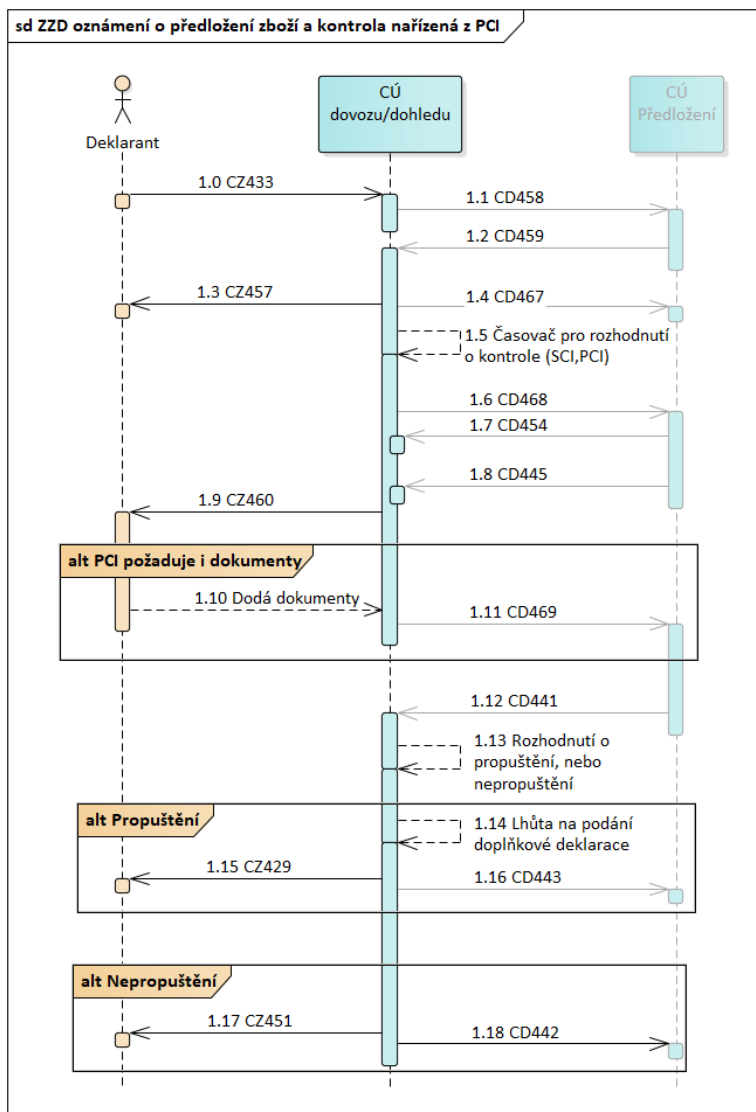 sd ZZD oznámení o předložení zboží a kontrola nařízená z PCI
Deklarant
CÚ
dovozu/dohledu
CÚ
Předložení
1.0 CZ433
1.1 CD458
1.2 CD459
1.3 CZ457
1.4 CD467
1.5 Časovač pro rozhodnutí
o kontrole (SCI,PCI)
1.6 CD468
1.7 CD454
1.8 CD445
1.9 CZ460
alt PCI požaduje i dokumenty
1.10 Dodá dokumenty
1.11 CD469
1.12 CD441
1.13 Rozhodnutí o
propuštění, nebo
nepropuštění
alt Propuštění
1.14 Lhůta na podání
doplňkové deklarace
1.15 CZ429
1.16 CD443
alt Nepropuštění
1.17 CZ451
1.18 CD442